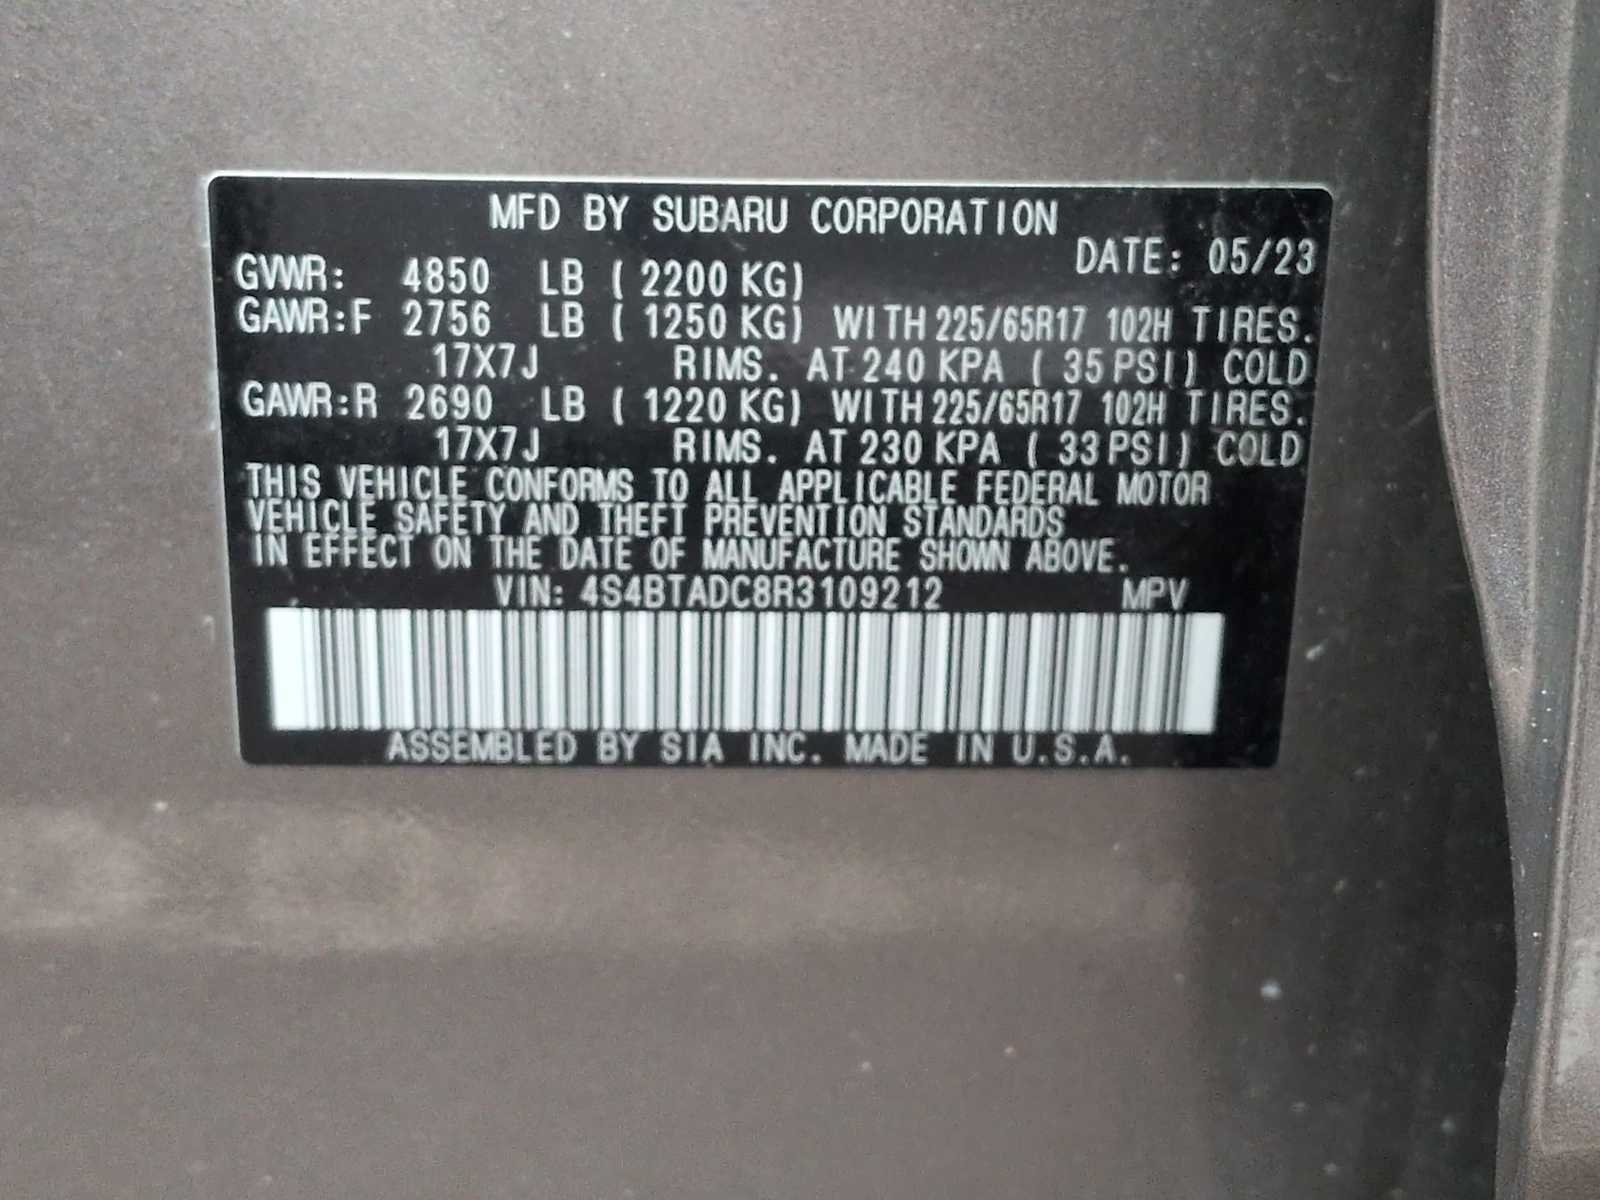 MFD BY SUBARU CORPORATION
DATE: 05/23
GVWR: 4850 LB (2200 KG)
GAWR:F 2756 LB (1250 KG) WITH 225/65R17 102H TIRES.
17X7J RIMS. AT 240 KPA (35 PSI) COLD
GAWR:R 2690 LB (1220 KG) WITH 225/65R17 102H TIRES.
17X7J RIMS. AT 230 KPA (33 PSI) COLD
THIS VEHICLE CONFORMS TO ALL APPLICABLE FEDERAL MOTOR
VEHICLE SAFETY AND THEFT PREVENTION STANDARDS
IN EFFECT ON THE DATE OF MANUFACTURE SHOWN ABOVE.
VIN: 4S4BTADC8R3109212 MPV
ASSEMBLED BY SIA INC. MADE IN U.S.A.